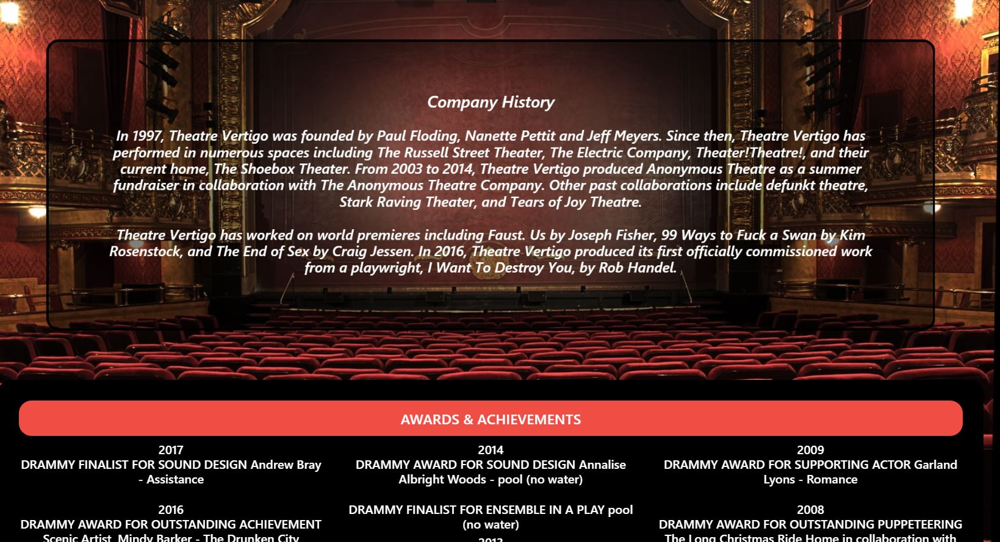 Company History
In 1997, Theatre Vertigo was founded by Paul Floding, Nanette Pettit and Jeff Meyers. Since then, Theatre Vertigo has
performed in numerous spaces including The Russell Street Theater, The Electric Company, Theater!Theatre!, and their
current home, The Shoebox Theater. From 2003 to 2014, Theatre Vertigo produced Anonymous Theatre as a summer
fundraiser in collaboration with The Anonymous Theatre Company. Other past collaborations include defunkt theatre,
Stark Raving Theater, and Tears of Joy Theatre.
Theatre Vertigo has worked on world premieres including Faust. Us by Joseph Fisher, 99 Ways to Fuck a Swan by Kim
Rosenstock, and The End of Sex by Craig Jessen. In 2016, Theatre Vertigo produced its first officially commissioned work
from a playwright, I Want To Destroy You, by Rob Handel.
AWARDS & ACHIEVEMENTS
2017
DRAMMY FINALIST FOR SOUND DESIGN Andrew Bray
- Assistance
2016
DRAMMY AWARD FOR OUTSTANDING ACHIEVEMENT
Scenic Artist, Mindy Barker - The Drunken City
2014
DRAMMY AWARD FOR SOUND DESIGN Annalise
Albright Woods - pool (no water)
DRAMMY FINALIST FOR ENSEMBLE IN A PLAY pool
(no water)
2013
2009
DRAMMY AWARD FOR SUPPORTING ACTOR Garland
Lyons - Romance
2008
DRAMMY AWARD FOR OUTSTANDING PUPPETEERING
The Long Christmas Ride Home in collaboration with